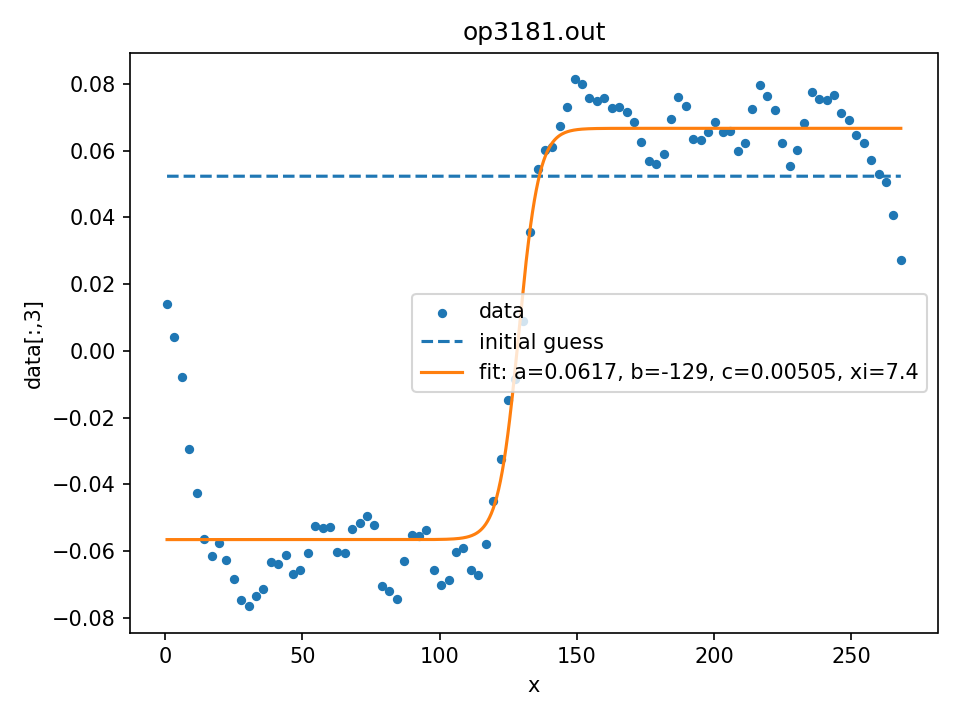 op3181.out
data[:,3]
0.08
0.06
0.04
0.02
0.00
−0.02
−0.04
−0.06
−0.08
data
initial guess
fit: a=0.0617, b=-129, c=0.00505, xi=7.4
0 50 100 150 200 250
x